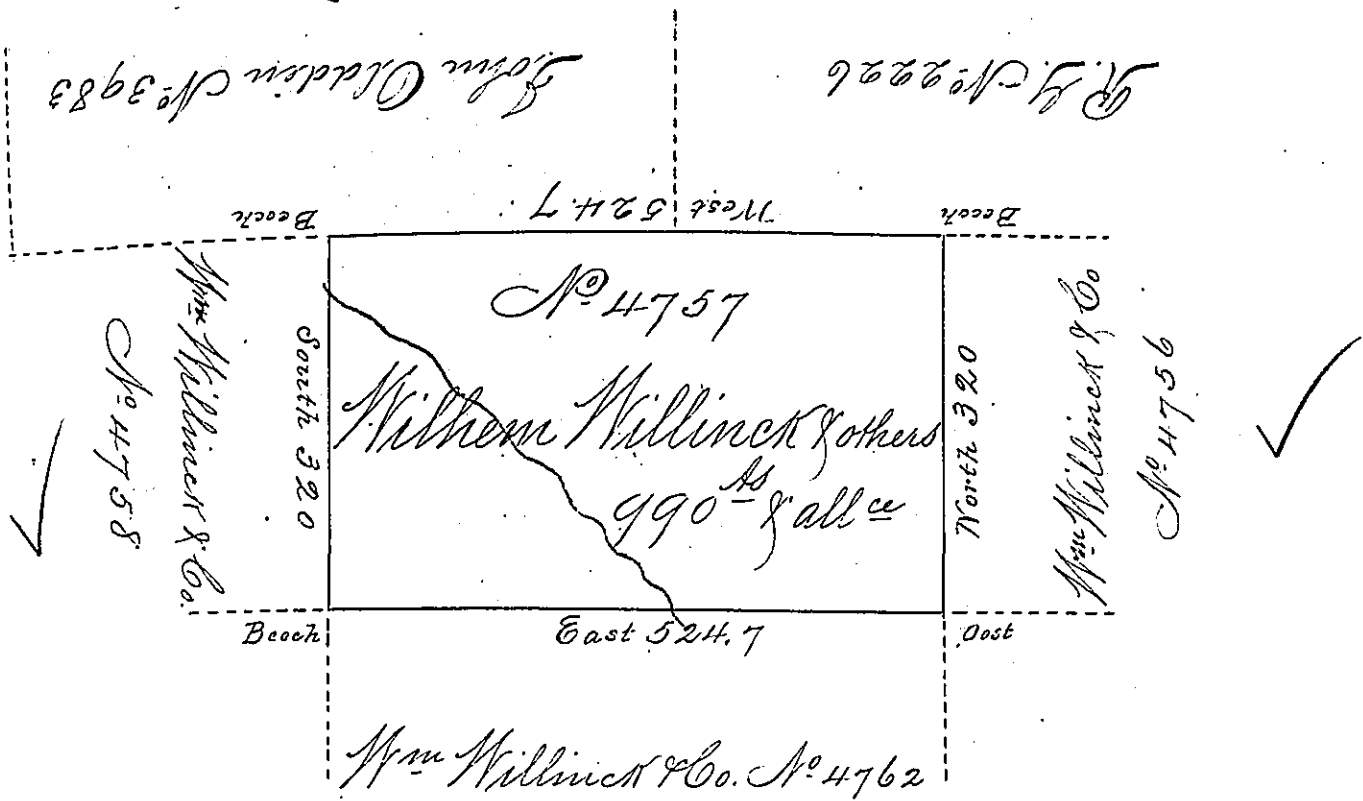 John Oladdin No 3983
R. G. No 2226
Beech
West 524.7
Beech
No 4757
Wilhem Willinck & others
990 As & all ce
South 320
North 320
Wm Willinck & Co.
No 4758
Wm Willinck & Co
No 4756
Beech
East 524.7
Post
Wm Willinck & Co. No 4762